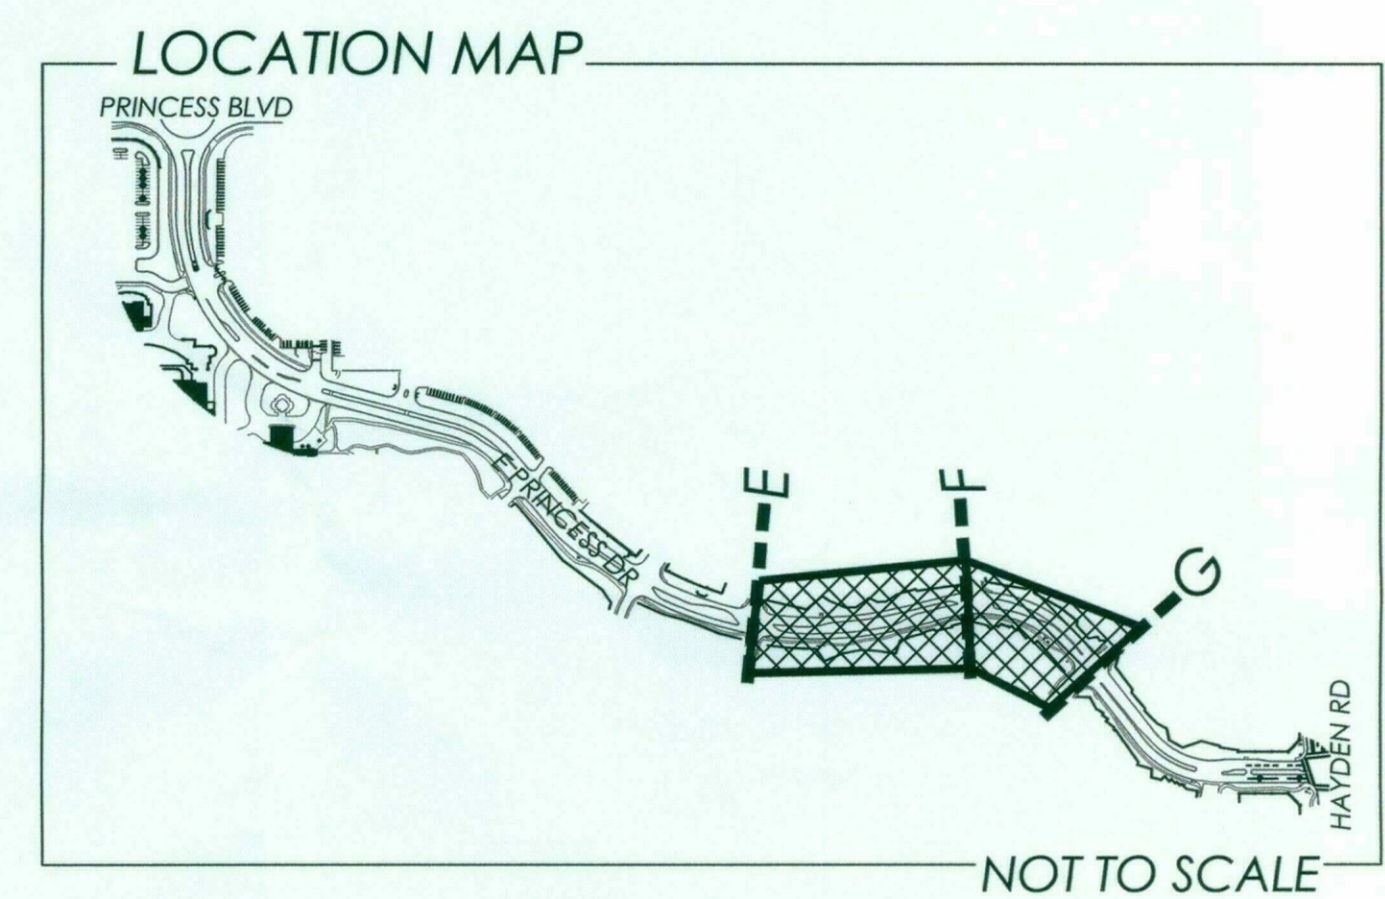 LOCATION MAP
PRINCESS BLVD
E PRINCESS DR
E
F
G
HAYDEN RD
NOT TO SCALE